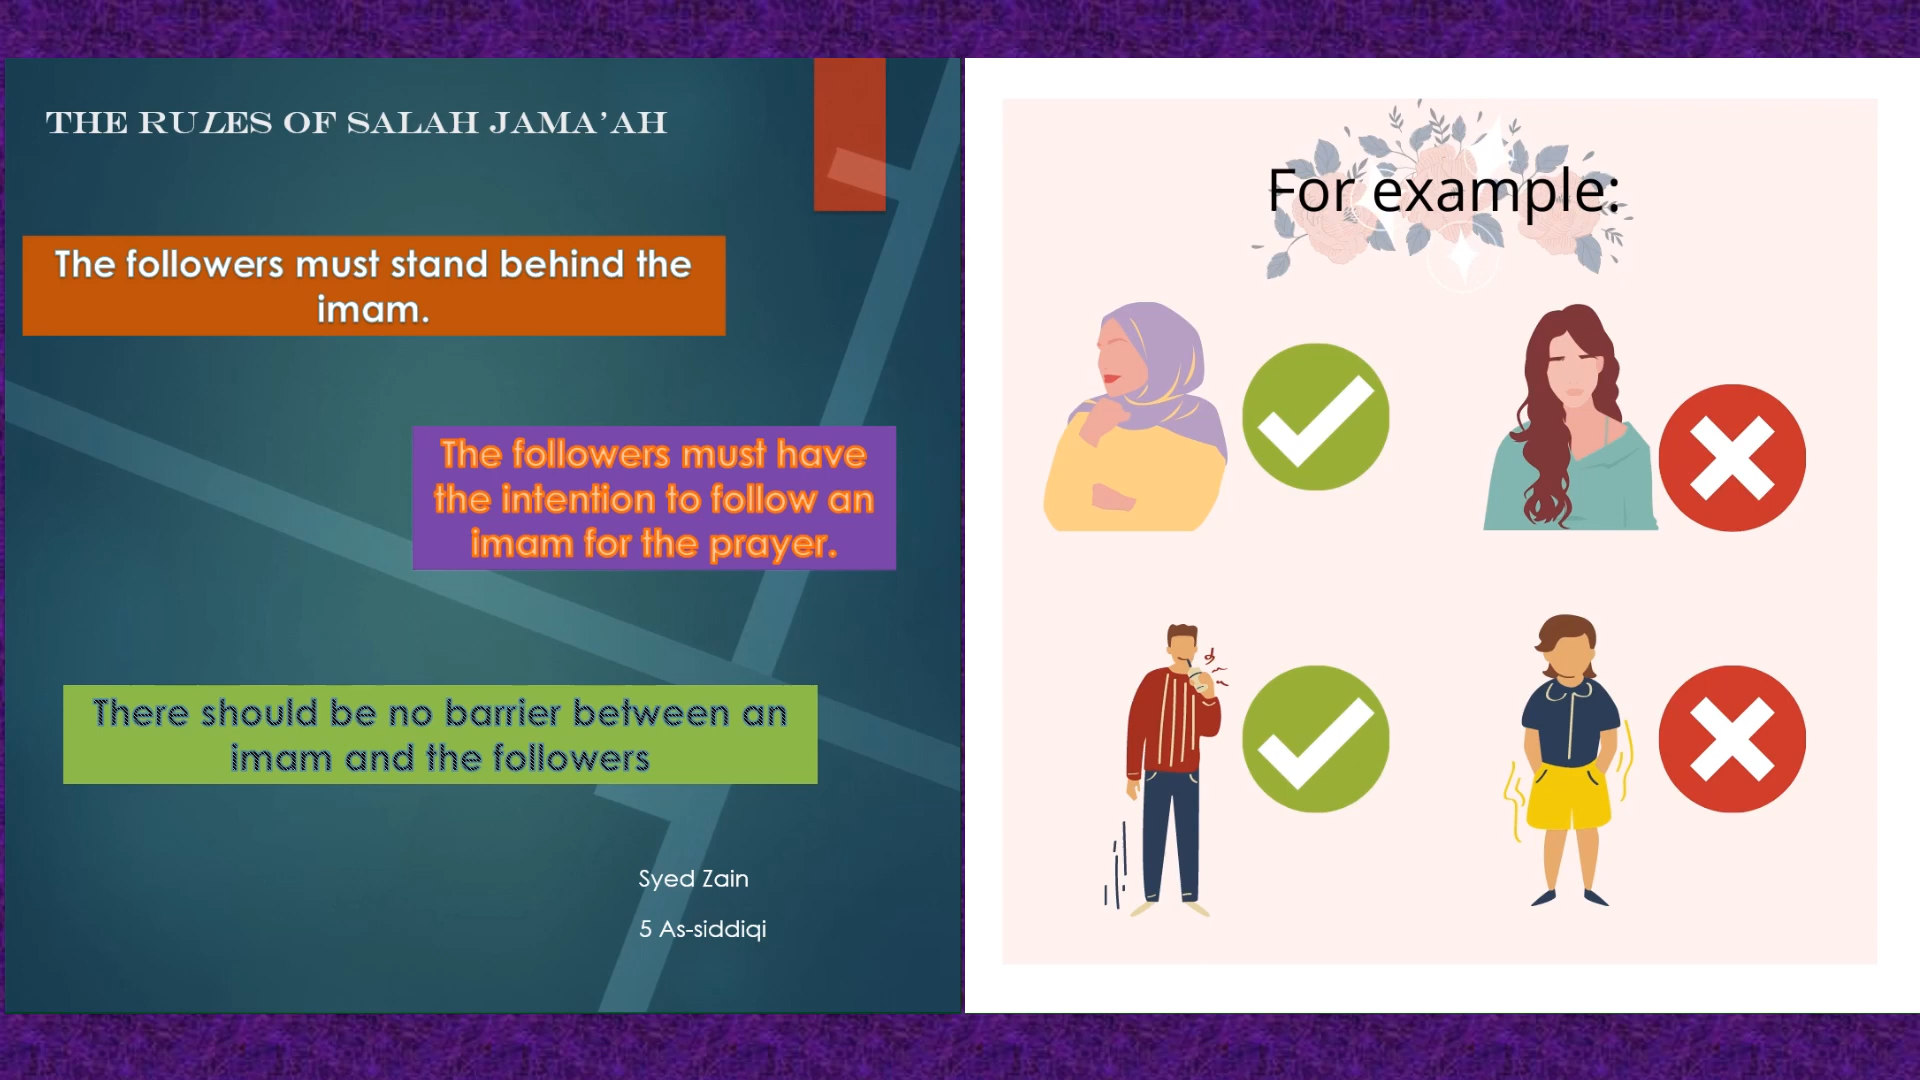 THE RULES OF SALAH JAMA’AH
The followers must stand behind the
imam.
The followers must have
the intention to follow an
imam for the prayer.
There should be no barrier between an
imam and the followers
Syed Zain
5 As-siddiqi
For example: